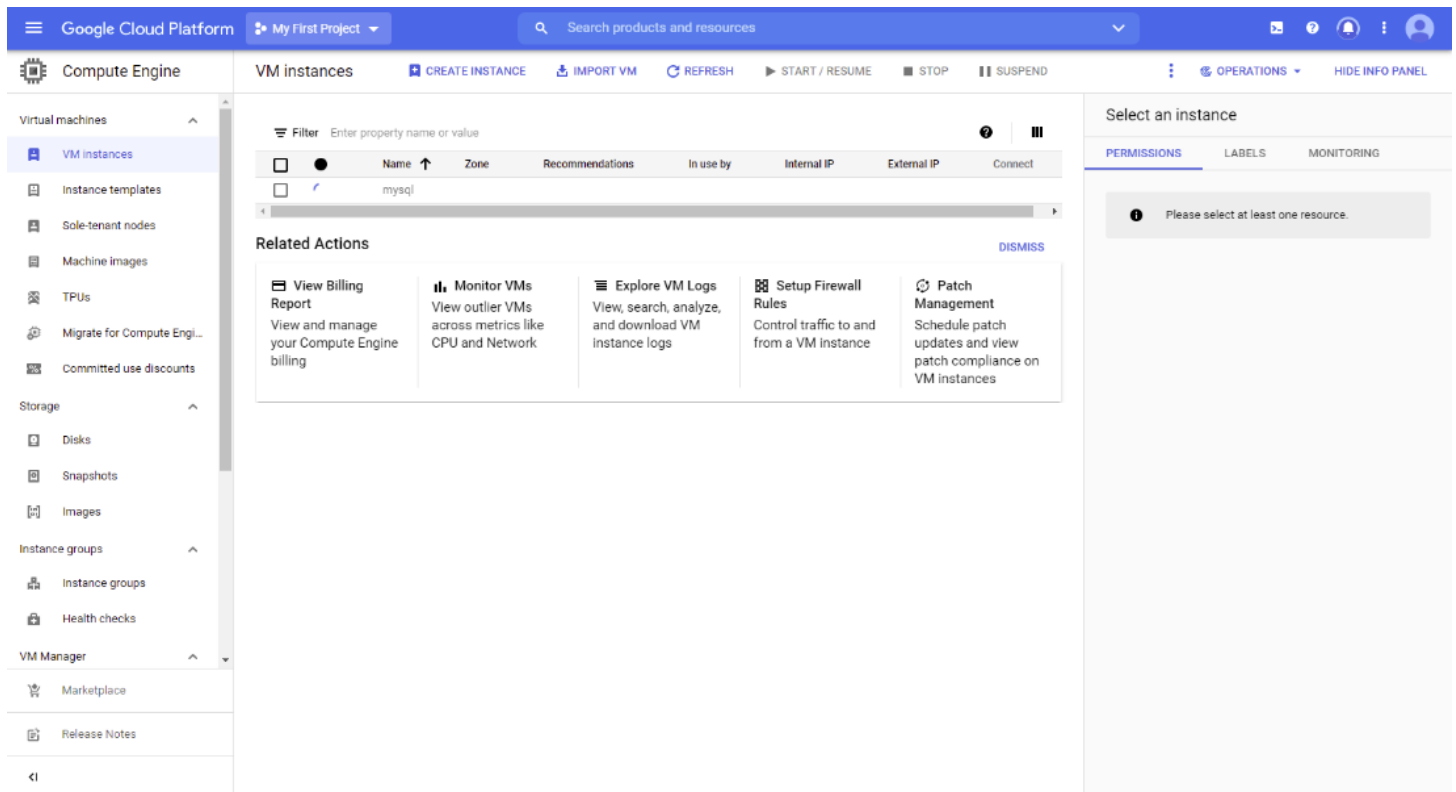 Google Cloud Platform
My First Project
Search products and resources
Compute Engine
VM instances
CREATE INSTANCE
IMPORT VM
REFRESH
START / RESUME
STOP
SUSPEND
OPERATIONS
HIDE INFO PANEL
Virtual machines
VM instances
Instance templates
Sole-tenant nodes
Machine images
TPUs
Migrate for Compute Engi...
Committed use discounts
Storage
Disks
Snapshots
Images
Instance groups
Instance groups
Health checks
VM Manager
Marketplace
Release Notes
Filter Enter property name or value
Name Zone Recommendations In use by Internal IP External IP Connect
mysql
Related Actions
DISMISS
View Billing
Report
View and manage
your Compute Engine
billing
Monitor VMs
View outlier VMs
across metrics like
CPU and Network
Explore VM Logs
View, search, analyze,
and download VM
instance logs
Setup Firewall
Rules
Control traffic to and
from a VM instance
Patch
Management
Schedule patch
updates and view
patch compliance on
VM instances
Select an instance
PERMISSIONS LABELS MONITORING
Please select at least one resource.